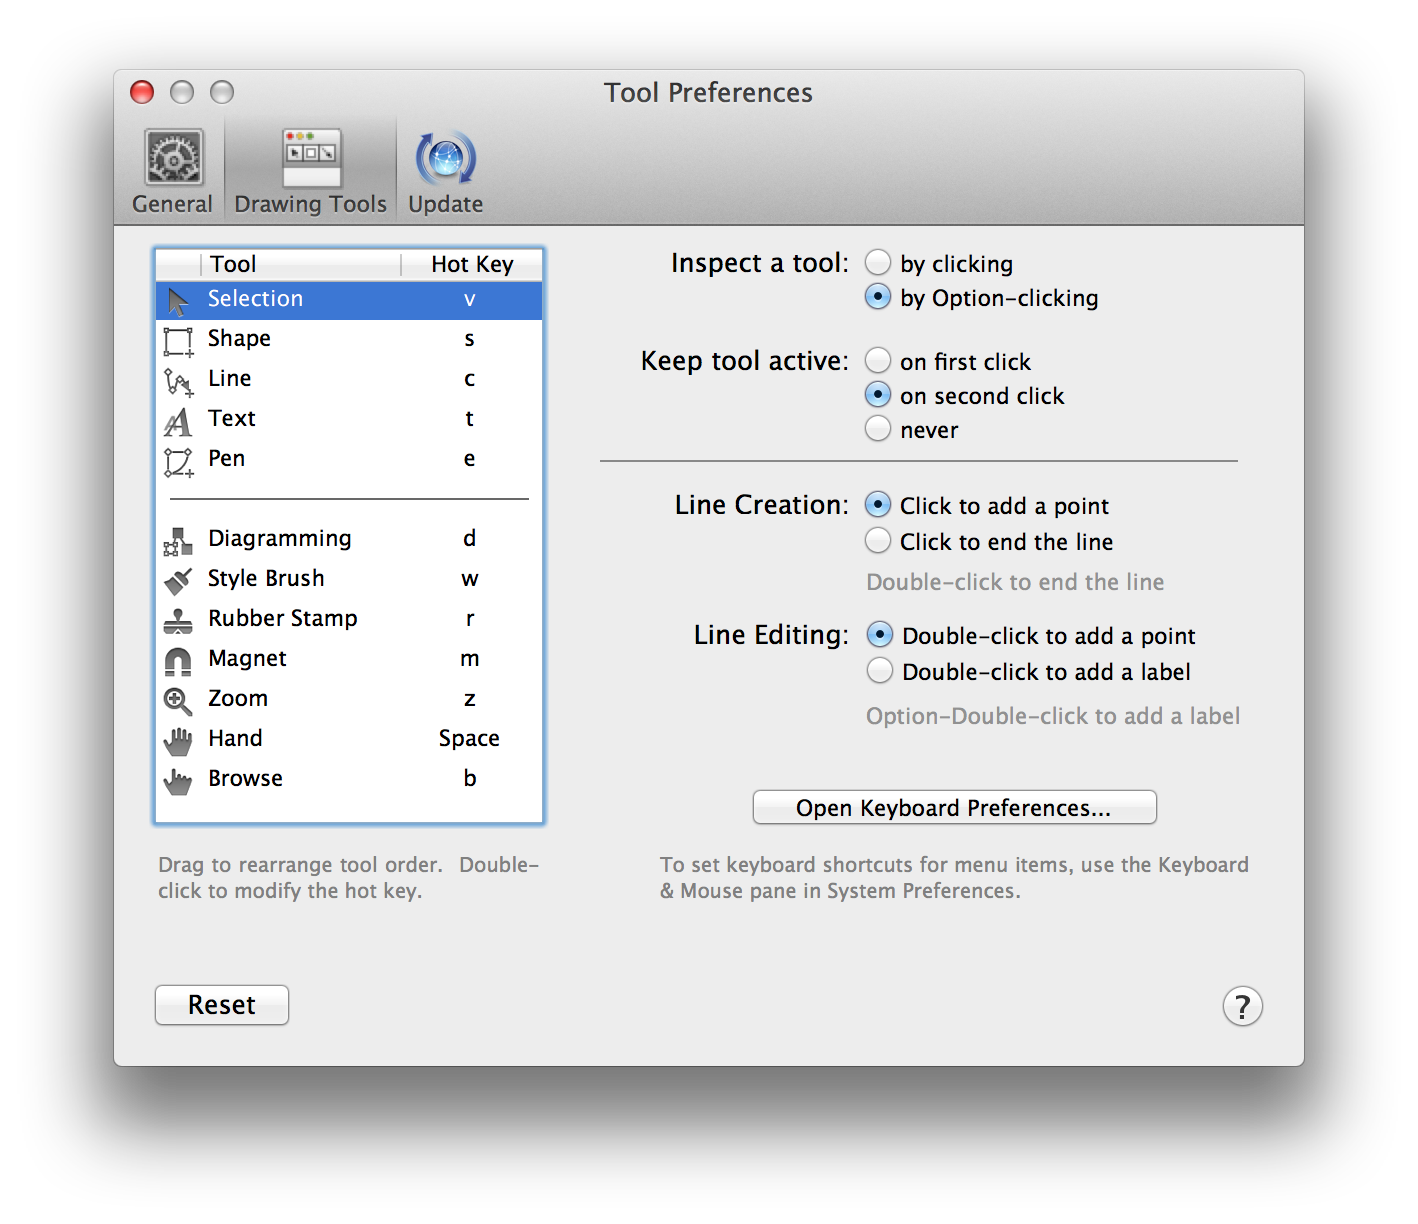 Tool Preferences
General Drawing Tools Update
Tool Hot Key
Selection v
Shape s
Line c
Text t
Pen e
Diagramming d
Style Brush w
Rubber Stamp r
Magnet m
Zoom z
Hand Space
Browse b
Drag to rearrange tool order. Double-
click to modify the hot key.
Inspect a tool: by clicking
by Option-clicking
Keep tool active: on first click
on second click
never
Line Creation: Click to add a point
Click to end the line
Double-click to end the line
Line Editing: Double-click to add a point
Double-click to add a label
Option-Double-click to add a label
Open Keyboard Preferences...
To set keyboard shortcuts for menu items, use the Keyboard
& Mouse pane in System Preferences.
Reset ?